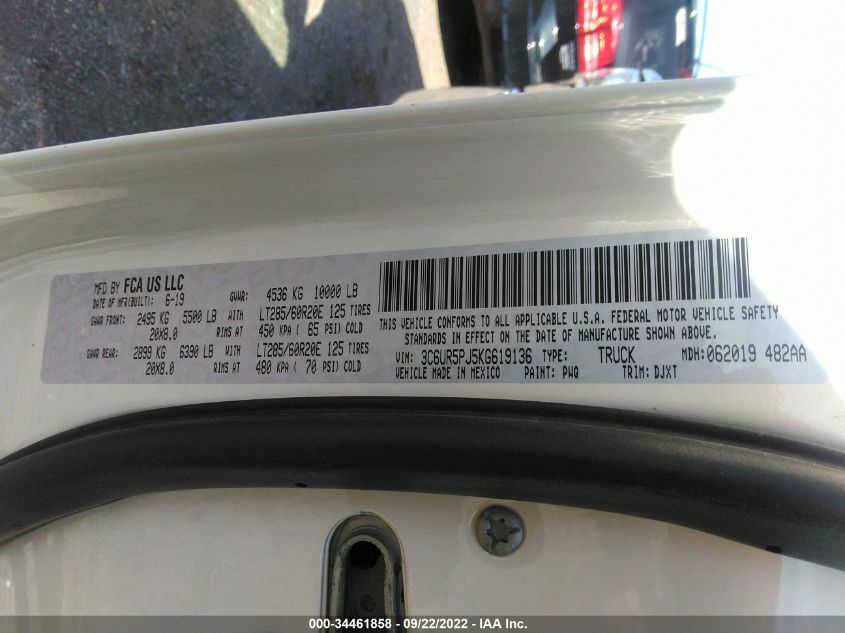 MFD BY FCA US LLC
DATE OF MFR(BUILT): 6-19 GVWR: 4536 KG 10000 LB
GAWR FRONT: 2495 KG 5500 LB WITH LT285/60R20E 125 TIRES
20X8.0 RIMS AT 450 KPA ( 65 PSI) COLD
GAWR REAR: 2899 KG 6390 LB WITH LT285/60R20E 125 TIRES
20X8.0 RIMS AT 480 KPA ( 70 PSI) COLD
THIS VEHICLE CONFORMS TO ALL APPLICABLE U.S.A. FEDERAL MOTOR VEHICLE SAFETY
STANDARDS IN EFFECT ON THE DATE OF MANUFACTURE SHOWN ABOVE.
VIN: 3C6UR5PJ5KG619136 TYPE: TRUCK MDH:062019 482AA
VEHICLE MADE IN MEXICO PAINT: PWQ TRIM: DJXT
000-34461858 - 09/22/2022 - IAA Inc.